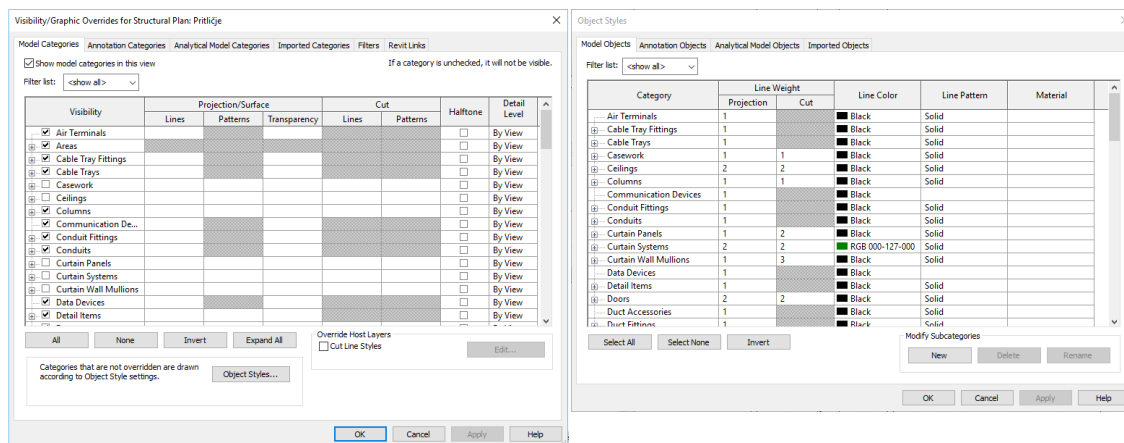 Visibility/Graphic Overrides for Structural Plan: Pritličje
Model Categories Annotation Categories Analytical Model Categories Imported Categories Filters Revit Links
Show model categories in this view
If a category is unchecked, it will not be visible.
Filter list: <show all>
Visibility Projection/Surface Cut Halftone Detail Level
Lines Patterns Transparency Lines Patterns
Air Terminals By View
Areas By View
Cable Tray Fittings By View
Cable Trays By View
Casework By View
Ceilings By View
Columns By View
Communication De... By View
Conduit Fittings By View
Conduits By View
Curtain Panels By View
Curtain Systems By View
Curtain Wall Mullions By View
Data Devices By View
Detail Items By View
All None Invert Expand All
Override Host Layers
Cut Line Styles Edit...
Categories that are not overridden are drawn
according to Object Style settings.
Object Styles...
OK Cancel Apply Help
Object Styles
Model Objects Annotation Objects Analytical Model Objects Imported Objects
Filter list: <show all>
Category Line Weight Line Color Line Pattern Material
Projection Cut
Air Terminals 1 Black Solid
Cable Tray Fittings 1 Black Solid
Cable Trays 1 Black Solid
Casework 1 1 Black Solid
Ceilings 2 2 Black Solid
Columns 1 1 Black Solid
Communication Devices 1 Black
Conduit Fittings 1 Black Solid
Conduits 1 Black Solid
Curtain Panels 1 2 Black Solid
Curtain Systems 2 2 RGB 000-127-000 Solid
Curtain Wall Mullions 1 3 Black Solid
Data Devices 1 Black
Detail Items 1 Black Solid
Doors 2 2 Black Solid
Duct Accessories 1 Black Solid
Duct Fittings 1 Black Solid
Select All Select None Invert
Modify Subcategories
New Delete Rename
OK Cancel Apply Help